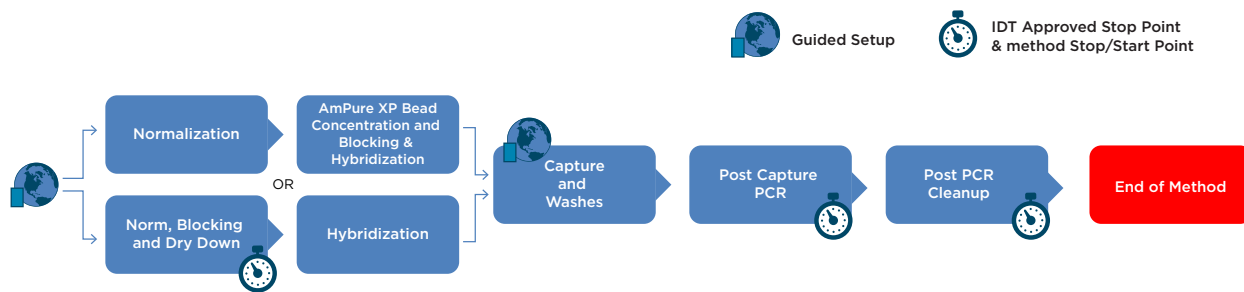 Guided Setup
IDT Approved Stop Point
& method Stop/Start Point
Normalization
AmPure XP Bead
Concentration and
Blocking &
Hybridization
OR
Norm, Blocking
and Dry Down
Hybridization
Capture
and
Washes
Post Capture
PCR
Post PCR
Cleanup
End of Method